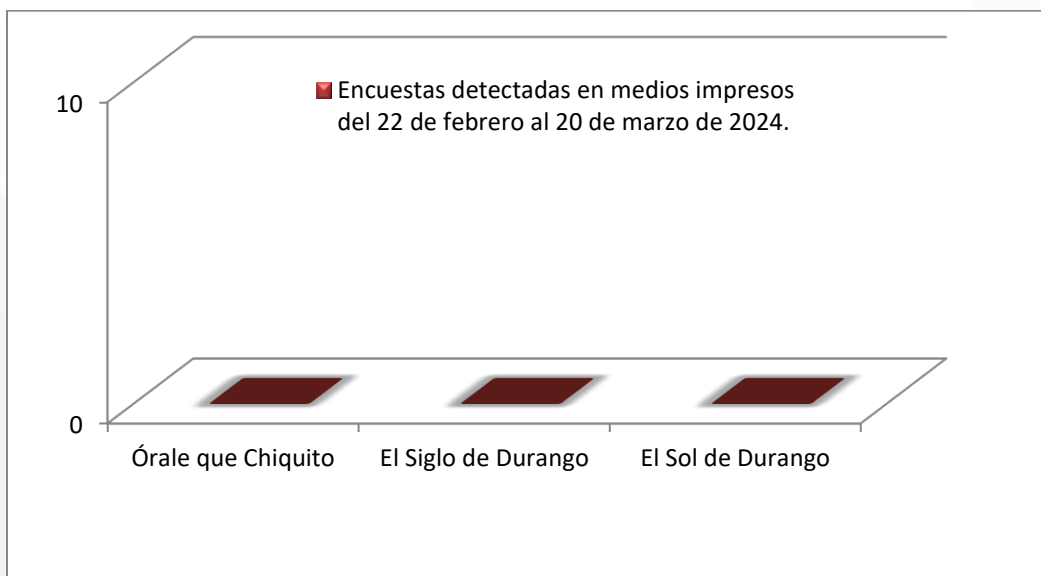 10
Encuestas detectadas en medios impresos
del 22 de febrero al 20 de marzo de 2024.
0
Órale que Chiquito
El Siglo de Durango
El Sol de Durango